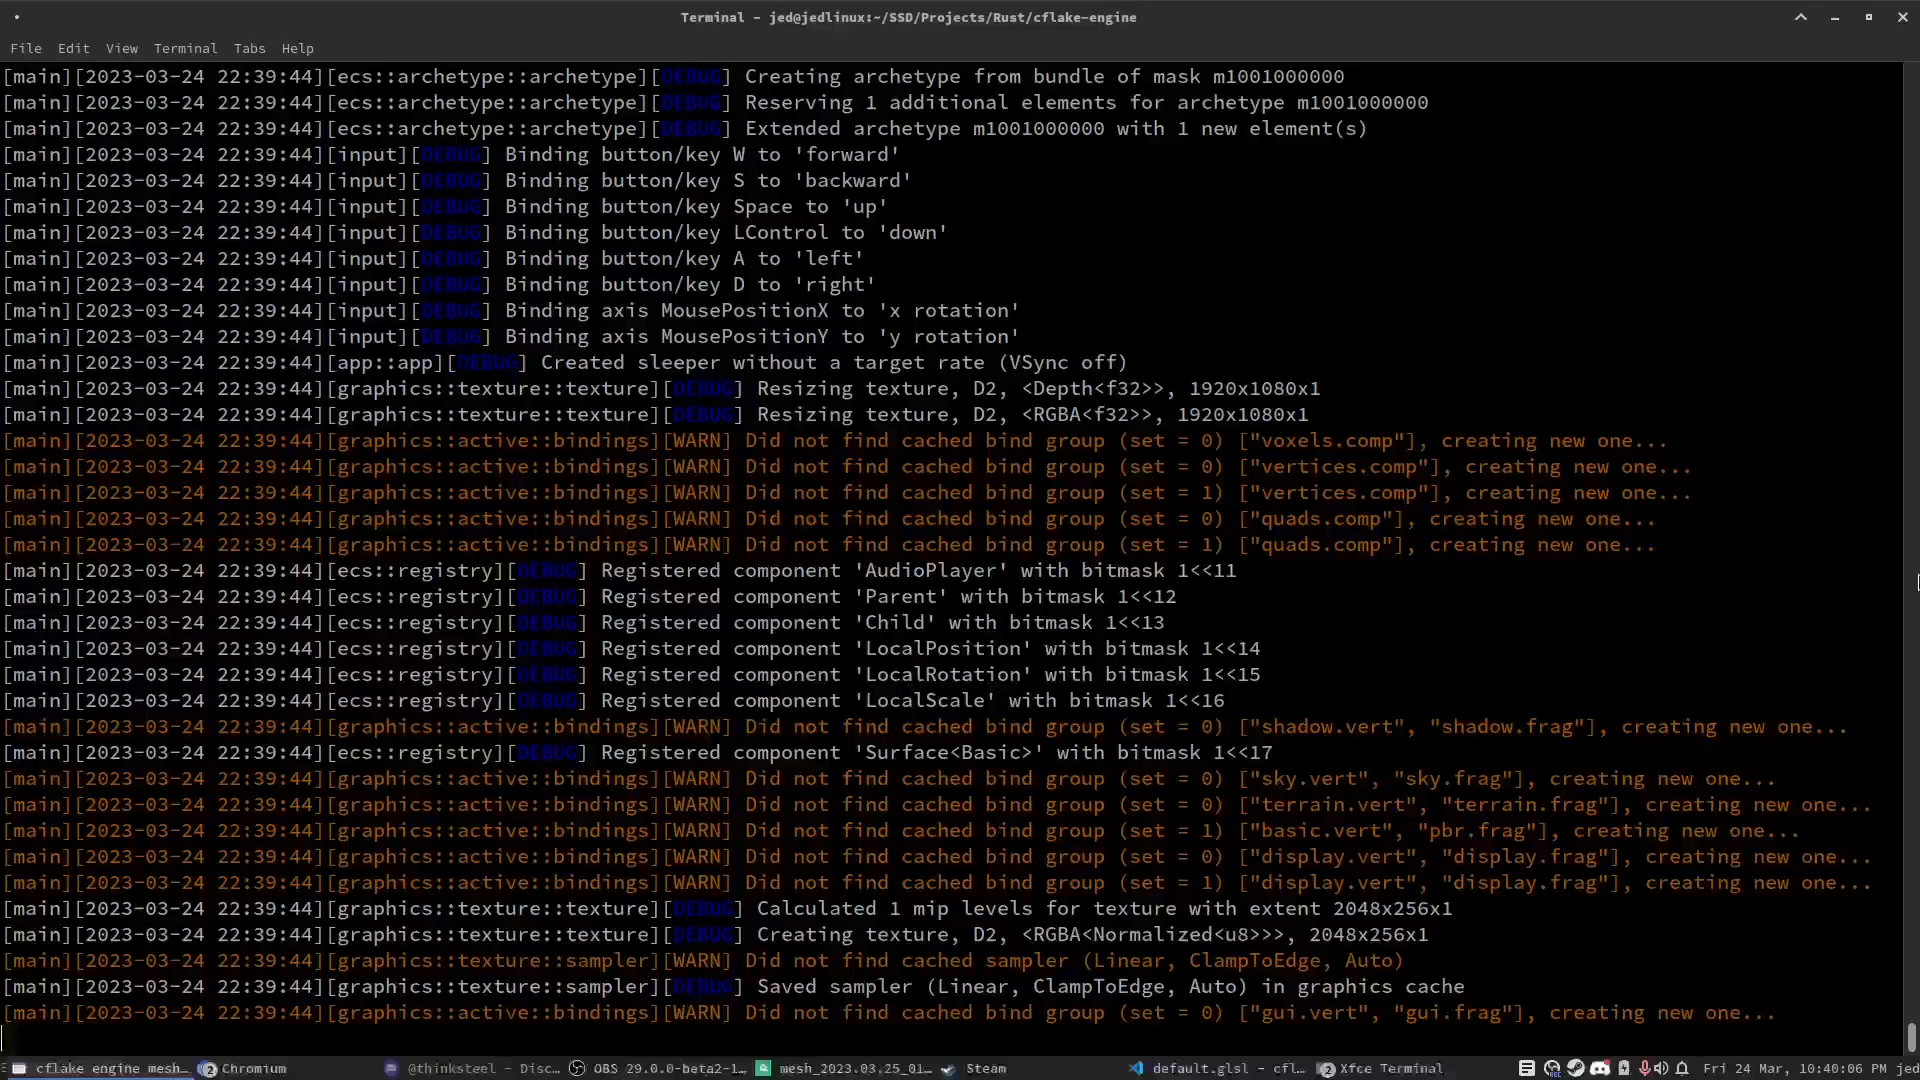 Terminal - jed@jedlinux:~/SSD/Projects/Rust/cflake-engine
File Edit View Terminal Tabs Help
[main][2023-03-24 22:39:44][ecs::archetype::archetype][DEBUG] Creating archetype from bundle of mask m1001000000
[main][2023-03-24 22:39:44][ecs::archetype::archetype][DEBUG] Reserving 1 additional elements for archetype m1001000000
[main][2023-03-24 22:39:44][ecs::archetype::archetype][DEBUG] Extended archetype m1001000000 with 1 new element(s)
[main][2023-03-24 22:39:44][input][DEBUG] Binding button/key W to 'forward'
[main][2023-03-24 22:39:44][input][DEBUG] Binding button/key S to 'backward'
[main][2023-03-24 22:39:44][input][DEBUG] Binding button/key Space to 'up'
[main][2023-03-24 22:39:44][input][DEBUG] Binding button/key LControl to 'down'
[main][2023-03-24 22:39:44][input][DEBUG] Binding button/key A to 'left'
[main][2023-03-24 22:39:44][input][DEBUG] Binding button/key D to 'right'
[main][2023-03-24 22:39:44][input][DEBUG] Binding axis MousePositionX to 'x rotation'
[main][2023-03-24 22:39:44][input][DEBUG] Binding axis MousePositionY to 'y rotation'
[main][2023-03-24 22:39:44][app::app][DEBUG] Created sleeper without a target rate (VSync off)
[main][2023-03-24 22:39:44][graphics::texture::texture][DEBUG] Resizing texture, D2, <Depth<f32>>, 1920x1080x1
[main][2023-03-24 22:39:44][graphics::texture::texture][DEBUG] Resizing texture, D2, <RGBA<f32>>, 1920x1080x1
[main][2023-03-24 22:39:44][graphics::active::bindings][WARN] Did not find cached bind group (set = 0) ["voxels.comp"], creating new one...
[main][2023-03-24 22:39:44][graphics::active::bindings][WARN] Did not find cached bind group (set = 0) ["vertices.comp"], creating new one...
[main][2023-03-24 22:39:44][graphics::active::bindings][WARN] Did not find cached bind group (set = 1) ["vertices.comp"], creating new one...
[main][2023-03-24 22:39:44][graphics::active::bindings][WARN] Did not find cached bind group (set = 0) ["quads.comp"], creating new one...
[main][2023-03-24 22:39:44][graphics::active::bindings][WARN] Did not find cached bind group (set = 1) ["quads.comp"], creating new one...
[main][2023-03-24 22:39:44][ecs::registry][DEBUG] Registered component 'AudioPlayer' with bitmask 1<<11
[main][2023-03-24 22:39:44][ecs::registry][DEBUG] Registered component 'Parent' with bitmask 1<<12
[main][2023-03-24 22:39:44][ecs::registry][DEBUG] Registered component 'Child' with bitmask 1<<13
[main][2023-03-24 22:39:44][ecs::registry][DEBUG] Registered component 'LocalPosition' with bitmask 1<<14
[main][2023-03-24 22:39:44][ecs::registry][DEBUG] Registered component 'LocalRotation' with bitmask 1<<15
[main][2023-03-24 22:39:44][ecs::registry][DEBUG] Registered component 'LocalScale' with bitmask 1<<16
[main][2023-03-24 22:39:44][graphics::active::bindings][WARN] Did not find cached bind group (set = 0) ["shadow.vert", "shadow.frag"], creating new one...
[main][2023-03-24 22:39:44][ecs::registry][DEBUG] Registered component 'Surface<Basic>' with bitmask 1<<17
[main][2023-03-24 22:39:44][graphics::active::bindings][WARN] Did not find cached bind group (set = 0) ["sky.vert", "sky.frag"], creating new one...
[main][2023-03-24 22:39:44][graphics::active::bindings][WARN] Did not find cached bind group (set = 0) ["terrain.vert", "terrain.frag"], creating new one...
[main][2023-03-24 22:39:44][graphics::active::bindings][WARN] Did not find cached bind group (set = 1) ["basic.vert", "pbr.frag"], creating new one...
[main][2023-03-24 22:39:44][graphics::active::bindings][WARN] Did not find cached bind group (set = 0) ["display.vert", "display.frag"], creating new one...
[main][2023-03-24 22:39:44][graphics::active::bindings][WARN] Did not find cached bind group (set = 1) ["display.vert", "display.frag"], creating new one...
[main][2023-03-24 22:39:44][graphics::texture::texture][DEBUG] Calculated 1 mip levels for texture with extent 2048x256x1
[main][2023-03-24 22:39:44][graphics::texture::texture][DEBUG] Creating texture, D2, <RGBA<Normalized<u8>>>, 2048x256x1
[main][2023-03-24 22:39:44][graphics::texture::sampler][WARN] Did not find cached sampler (Linear, ClampToEdge, Auto)
[main][2023-03-24 22:39:44][graphics::texture::sampler][DEBUG] Saved sampler (Linear, ClampToEdge, Auto) in graphics cache
[main][2023-03-24 22:39:44][graphics::active::bindings][WARN] Did not find cached bind group (set = 0) ["gui.vert", "gui.frag"], creating new one...
cflake engine mesh... 2 Chromium @thinksteel - Disc... OBS 29.0.0-beta2-1... mesh_2023.03.25_01... Steam default.glsl - cfl... 2 Xfce Terminal Fri 24 Mar, 10:40:06 PM jed